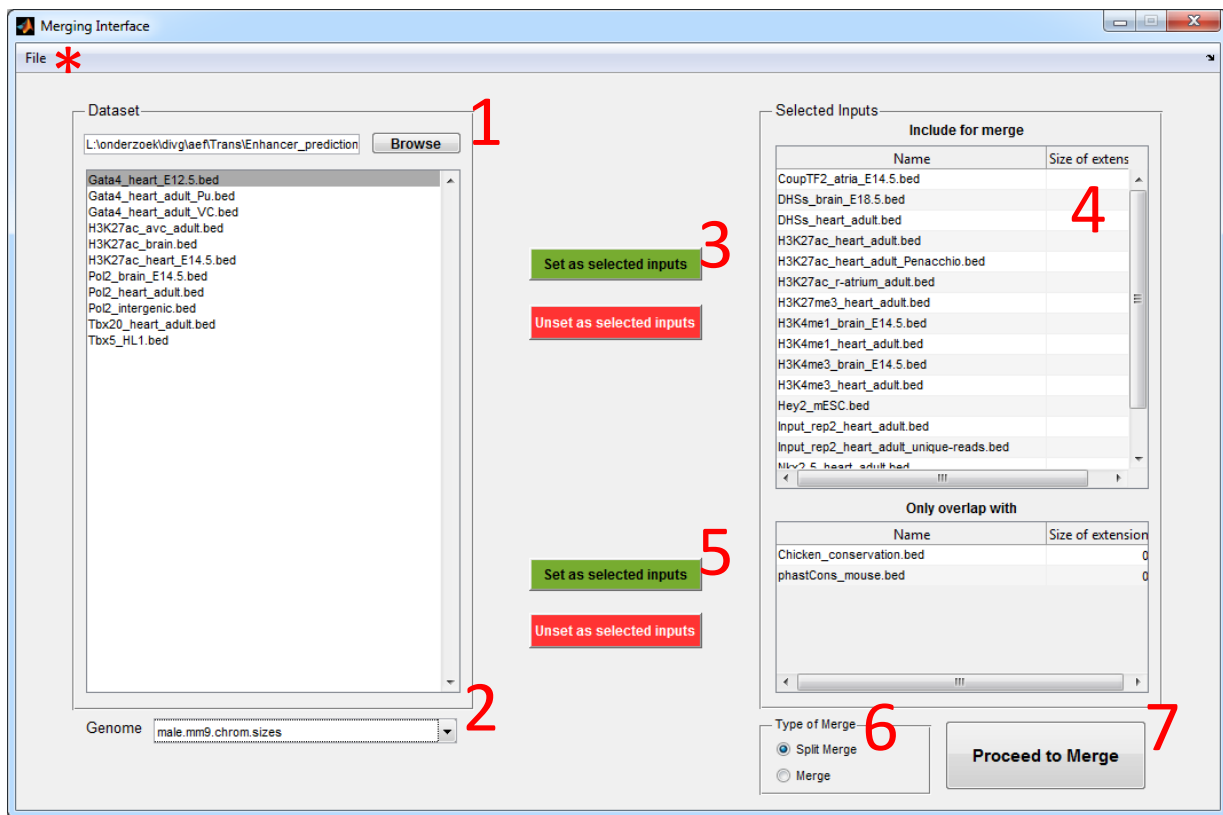 Merging Interface
File *
Dataset
1
L:\onderzoek\divg\aef\Trans\Enhancer_prediction
Browse
Gata4_heart_E12.5.bed
Gata4_heart_adult_Pu.bed
Gata4_heart_adult_VC.bed
H3K27ac_avc_adult.bed
H3K27ac_brain.bed
H3K27ac_heart_E14.5.bed
Pol2_brain_E14.5.bed
Pol2_heart_adult.bed
Pol2_intergenic.bed
Tbx20_heart_adult.bed
Tbx5_HL1.bed
2
Genome
male.mm9.chrom.sizes
3
Set as selected inputs
Unset as selected inputs
5
Set as selected inputs
Unset as selected inputs
Selected Inputs
Include for merge
Name Size of extens
4
CoupTF2_atria_E14.5.bed
DHSs_brain_E18.5.bed
DHSs_heart_adult.bed
H3K27ac_heart_adult.bed
H3K27ac_heart_adult_Penacchio.bed
H3K27ac_r-atrium_adult.bed
H3K27me3_heart_adult.bed
H3K4me1_brain_E14.5.bed
H3K4me1_heart_adult.bed
H3K4me3_brain_E14.5.bed
H3K4me3_heart_adult.bed
Hey2_mESC.bed
Input_rep2_heart_adult.bed
Input_rep2_heart_adult_unique-reads.bed
Nkx2.5_heart_adult.bed
Only overlap with
Name Size of extension
Chicken_conservation.bed 0
phastCons_mouse.bed 0
Type of Merge
6
Split Merge
Merge
7
Proceed to Merge